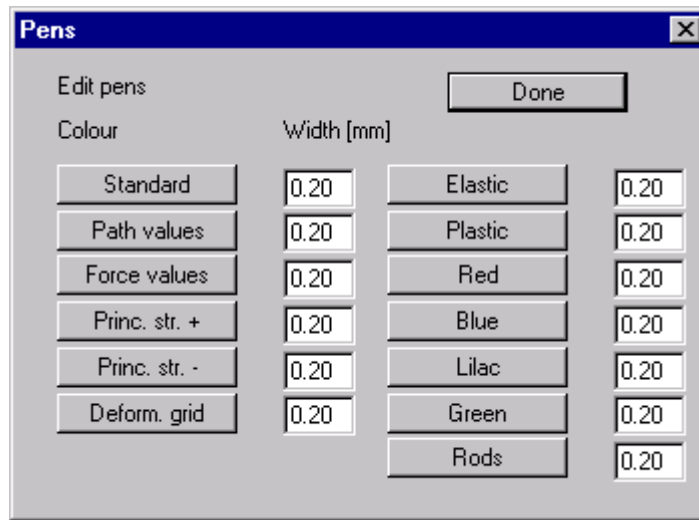 Pens
Edit pens Done
Colour Width [mm]
Standard 0.20 Elastic 0.20
Path values 0.20 Plastic 0.20
Force values 0.20 Red 0.20
Princ. str. + 0.20 Blue 0.20
Princ. str. - 0.20 Lilac 0.20
Deform. grid 0.20 Green 0.20
Rods 0.20